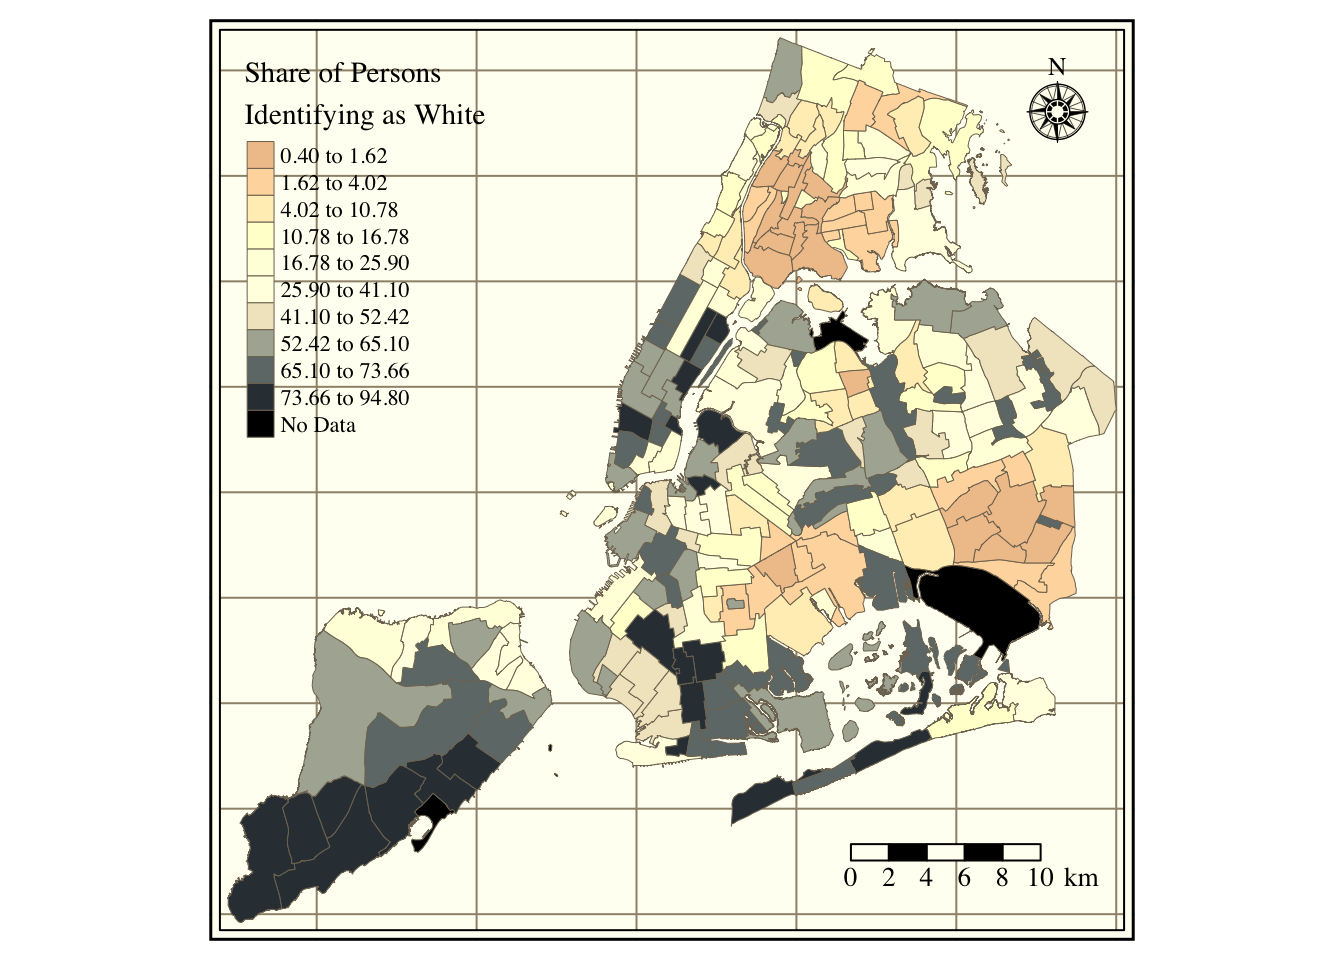 Share of Persons
Identifying as White
0.40 to 1.62
1.62 to 4.02
4.02 to 10.78
10.78 to 16.78
16.78 to 25.90
25.90 to 41.10
41.10 to 52.42
52.42 to 65.10
65.10 to 73.66
73.66 to 94.80
No Data
N
0 2 4 6 8 10 km